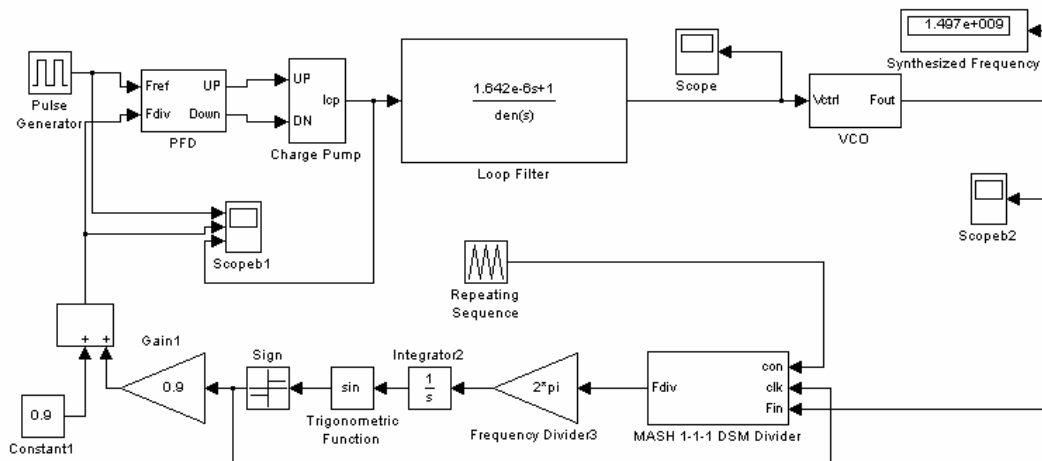 1.497e+009
Synthesized Frequency
Pulse
Generator
Fref
Fdiv
UP
Down
PFD
UP
DN
Icp
Charge Pump
1.642e-6s+1
den(s)
Loop Filter
Scope
Vctrl
Fout
VCO
Scopeb1
Scopeb2
Repeating
Sequence
+
+
Gain1
0.9
0.9
Constant1
Sign
sin
Trigonometric
Function
Integrator2
1
s
2*pi
Frequency Divider3
Fdiv
con
clk
Fin
MASH 1-1-1 DSM Divider